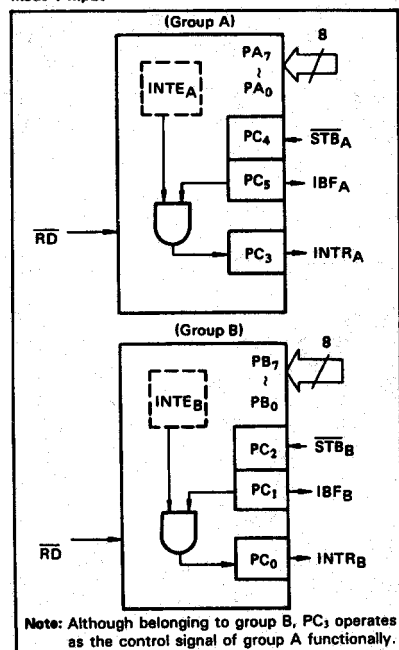 Mode 1 Input
(Group A)
8
PA7
~
PA0
INTEA
PC4
STBA
PC5
IBFA
RD
PC3
INTRA
(Group B)
8
PB7
~
PB0
INTEB
PC2
STBB
PC1
IBFB
RD
PC0
INTRB
Note: Although belonging to group B, PC3 operates
as the control signal of group A functionally.